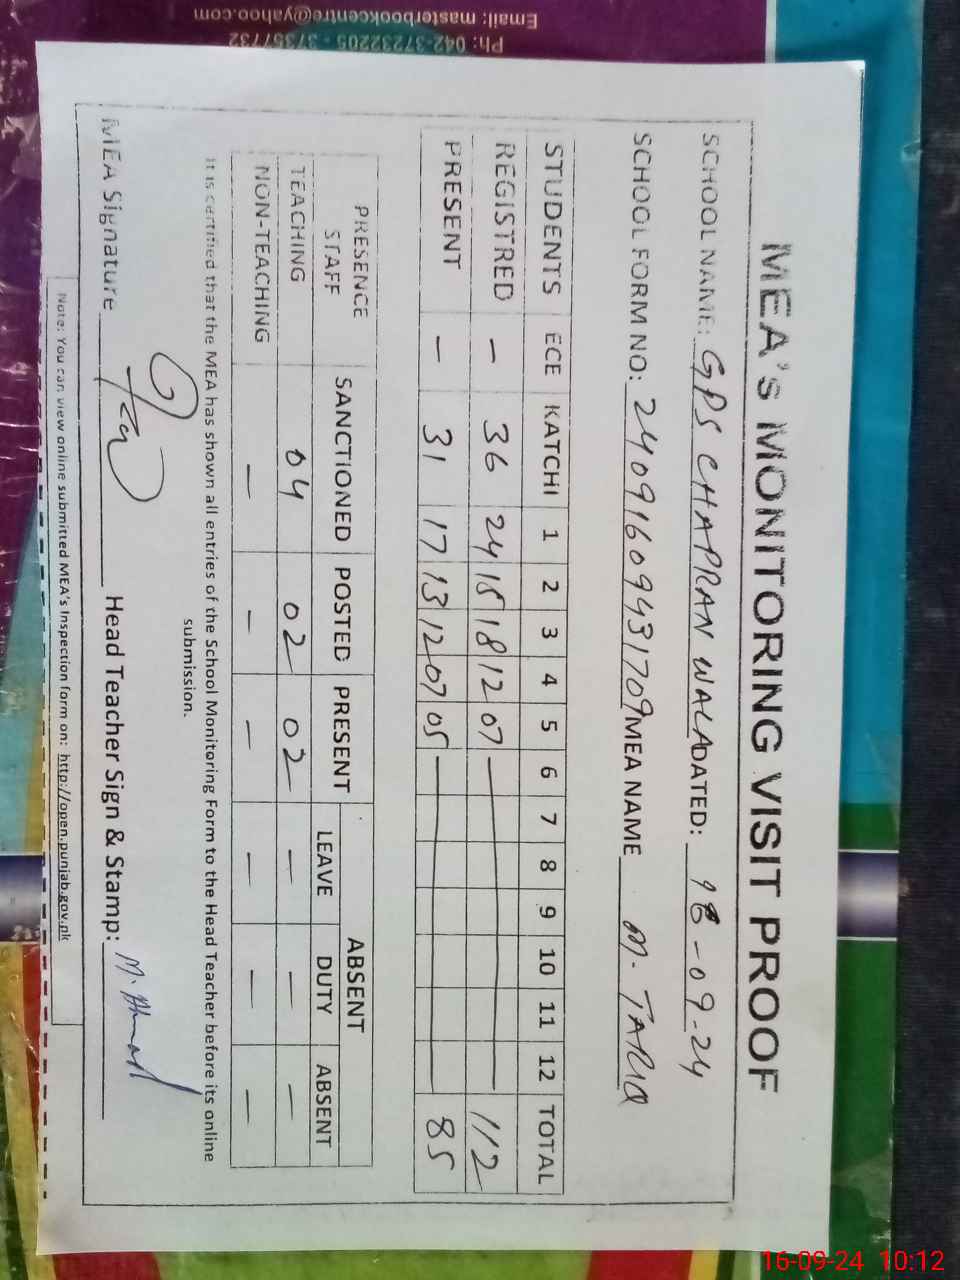 Email: masterbookcentre@yahoo.com
Ph: 042-37232205 - 37357732
MEA's MONITORING VISIT PROOF
SCHOOL NAME: GPS CHAPRAN WALA DATED: 16-09-24
SCHOOL FORM NO: 24091609431709 MEA NAME M. TARIQ
STUDENTS ECE KATCHI 1 2 3 4 5 6 7 8 9 10 11 12 TOTAL
REGISTRED - 36 24 15 18 12 07 112
PRESENT - 31 17 13 12 07 05 85
PRESENCE STAFF SANCTIONED POSTED PRESENT ABSENT
LEAVE DUTY ABSENT
TEACHING 04 02 02 - - -
NON-TEACHING - - - - - -
It is certified that the MEA has shown all entries of the School Monitoring Form to the Head Teacher before its online
submission.
MEA Signature Head Teacher Sign & Stamp: M. Ahmad
Note: You can view online submitted MEA's Inspection form on: http://open.punjab.gov.pk
16-09-24 10:12